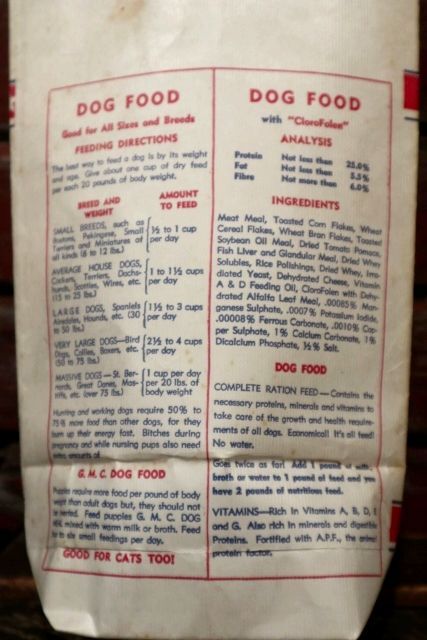 DOG FOOD
Good for All Sizes and Breeds
FEEDING DIRECTIONS
The best way to feed a dog is by its weight
and age. Give about one cup of dry feed
per each 20 pounds of body weight.
BREED AND WEIGHT
AMOUNT TO FEED
SMALL BREEDS, such as
Bostons, Pekingese, Small
Terriers and Miniatures of
all kinds (6 to 12 lbs.)
½ to 1 cup
per day
AVERAGE HOUSE DOGS,
Cockers, Terriers, Dachs-
hunds, Scotties, Wires, etc.
(15 to 25 lbs.)
1 to 1½ cups
per day
LARGE DOGS, Spaniels
Airedales, Hounds, etc. (30
to 50 lbs.)
1½ to 3 cups
per day
VERY LARGE DOGS—Bird
Dogs, Collies, Boxers, etc.
(50 to 75 lbs.)
2½ to 4 cups
per day
MASSIVE DOGS—St. Ber-
nards, Great Danes, Mas-
tiffs, etc. (over 75 lbs.)
1 cup per day
per 20 lbs. of
body weight
Hunting and working dogs require 50% to
75% more food than other dogs, for they
burn up their energy fast. Bitches during
pregnancy and while nursing pups also need
extra amounts of
G. M. C. DOG FOOD
Puppies require more food per pound of body
wept than adult dogs but, they should not
be Feed puppies G. M. C. DOG
mixed with warm milk or broth. Feed
to six small feedings per day.
GOOD FOR CATS TOO!
DOG FOOD
with "CloroFolen"
ANALYSIS
Protein Not less than 25.0%
Fat Not less than 5.5%
Fibre Not more than 6.0%
INGREDIENTS
Meat Meal, Toasted Corn Flakes, Wheat
Cereal Flakes, Wheat Bran Flakes, Toasted
Soybean Oil Meal, Dried Tomato Pomace,
Fish Liver and Glandular Meal, Dried Whey
Solubles, Rice Polishings, Dried Whey, Irra-
diated Yeast, Dehydrated Cheese, Vitamin
A & D Feeding Oil, CloroFolen with Dehy-
drated Alfalfa Leaf Meal, .00085% Man-
ganese Sulphate, .0007% Potassium Iodide,
.00008% Ferrous Carbonate, .0010% Cop-
per Sulphate, 1% Calcium Carbonate, 1%
Dicalcium Phosphate, ½% Salt.
DOG FOOD
COMPLETE RATION FEED—Contains the
necessary proteins, minerals and vitamins to
take care of the growth and health require-
ments of all dogs. Economical! It's all feed!
No water.
Goes twice as far! Add 1 pound of milk,
broth or water to 1 pound of feed and you
have 2 pounds of nutritious feed.
VITAMINS—Rich in Vitamins A, B, D, E
and G. Also rich in minerals and digestible
Proteins. Fortified with A.P.F., the animal
protein factor.